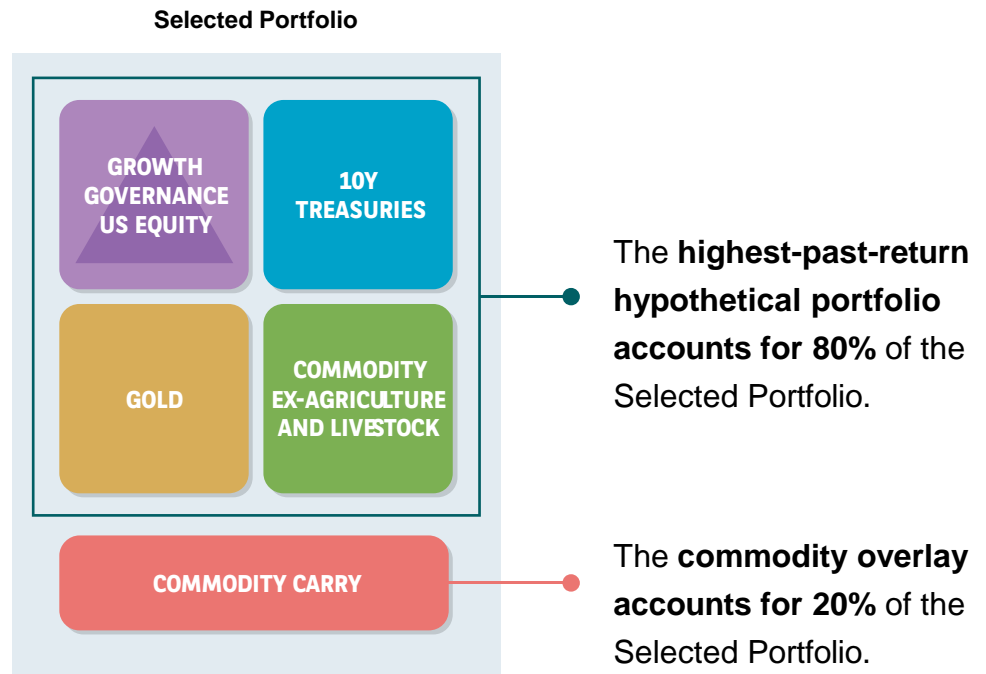 Selected Portfolio
GROWTH
GOVERNANCE
US EQUITY
10Y
TREASURIES
GOLD
COMMODITY
EX-AGRICULTURE
AND LIVESTOCK
The highest-past-return
hypothetical portfolio
accounts for 80% of the
Selected Portfolio.
COMMODITY CARRY
The commodity overlay
accounts for 20% of the
Selected Portfolio.